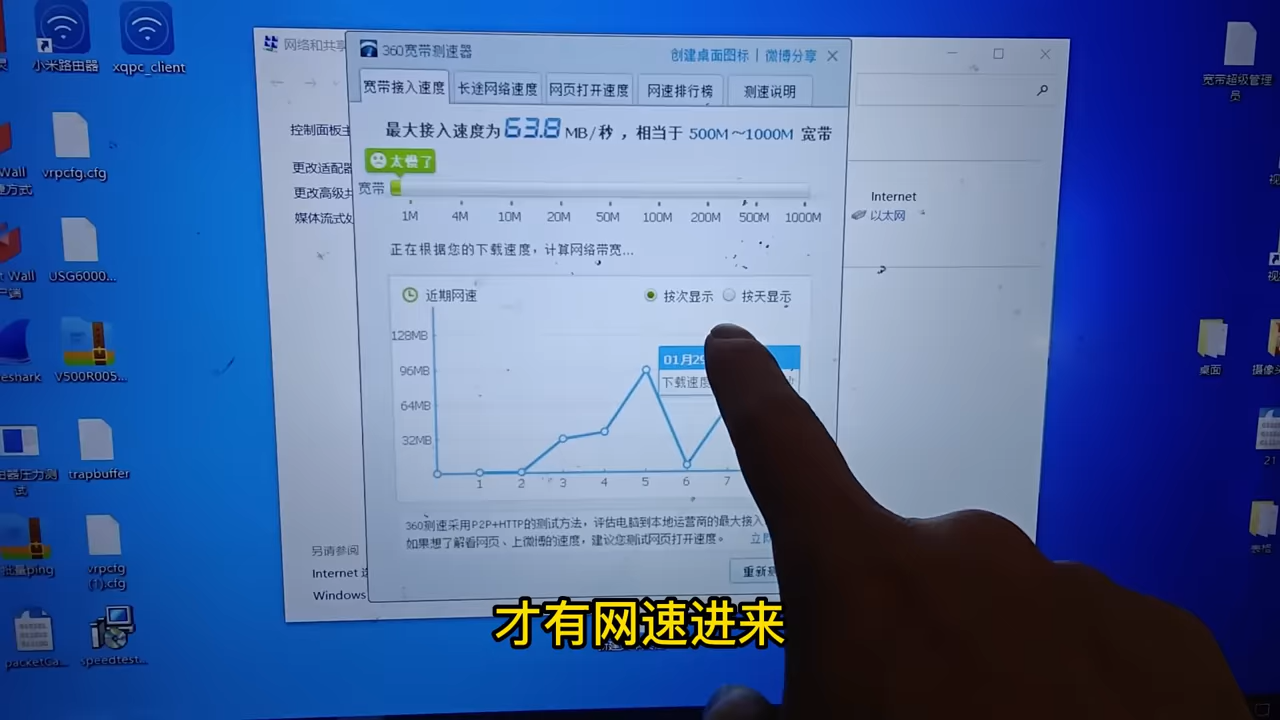 小米路由器
xqpc_client
宽带超级管理员
vrpcfg.cfg
Wall
USG6000...
t Wall
eshark
V500R005...
trapbuffer
批量ping
vrpcfg
(1).cfg
packetCa...
speedtest...
桌面
网络和共享
控制面板主
更改适配器
更改高级共
媒体流式处
另请参阅
Internet
Windows
Internet
以太网
360宽带测速器
创建桌面图标 | 微博分享
宽带接入速度
长途网络速度
网页打开速度
网速排行榜
测速说明
最大接入速度为63.8MB/秒，相当于 500M～1000M 宽带
太慢了
宽带
1M 4M 10M 20M 50M 100M 200M 500M 1000M
正在根据您的下载速度，计算网络带宽...
近期网速
按次显示
按天显示
128MB
96MB
64MB
32MB
01月29
下载速度
1 2 3 4 5 6 7
360测速采用P2P+HTTP的测试方法，评估电脑到本地运营商的最大接入
如果想了解看网页、上微博的速度，建议您测试网页打开速度。
重新测
才有网速进来